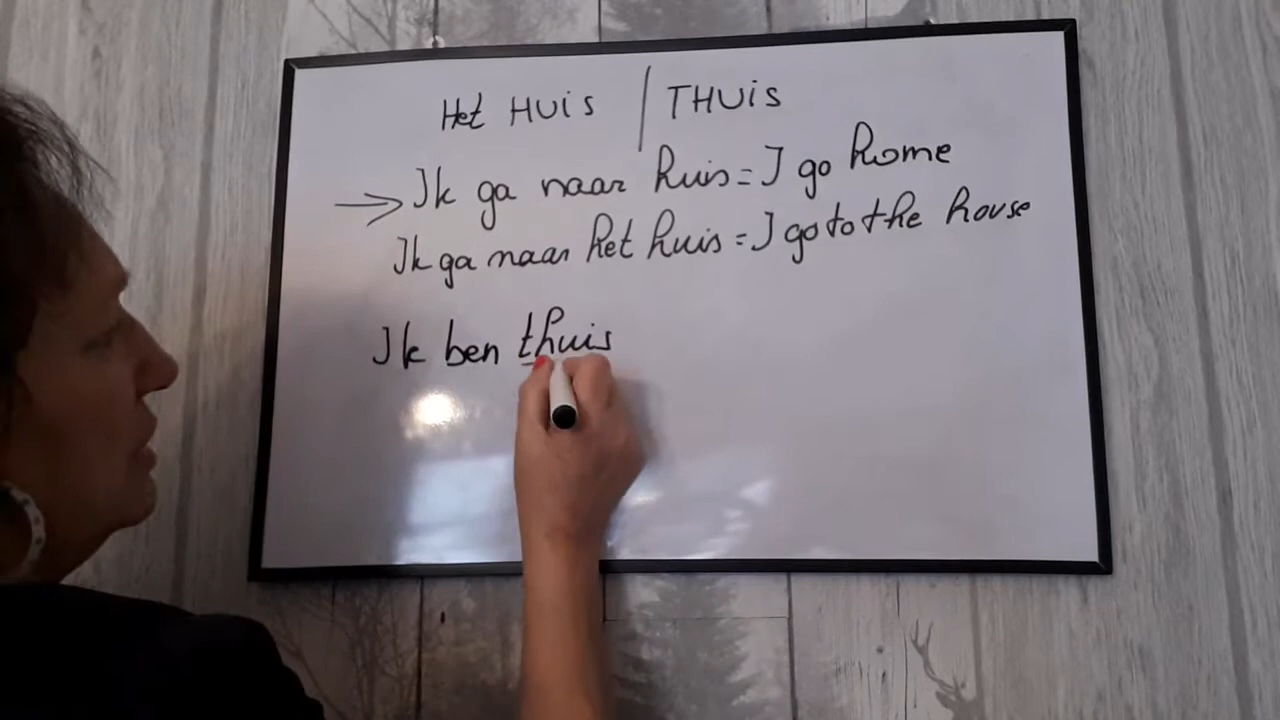 Het HUiS | THUiS
→ Ik ga naar huis = I go home
Ik ga naar het huis = I go to the house
Ik ben thuis